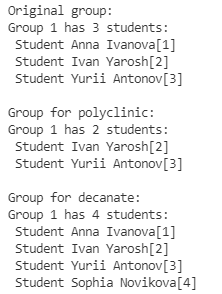 Original group:
Group 1 has 3 students:
Student Anna Ivanova[1]
Student Ivan Yarosh[2]
Student Yurii Antonov[3]
Group for polyclinic:
Group 1 has 2 students:
Student Ivan Yarosh[2]
Student Yurii Antonov[3]
Group for decanate:
Group 1 has 4 students:
Student Anna Ivanova[1]
Student Ivan Yarosh[2]
Student Yurii Antonov[3]
Student Sophia Novikova[4]